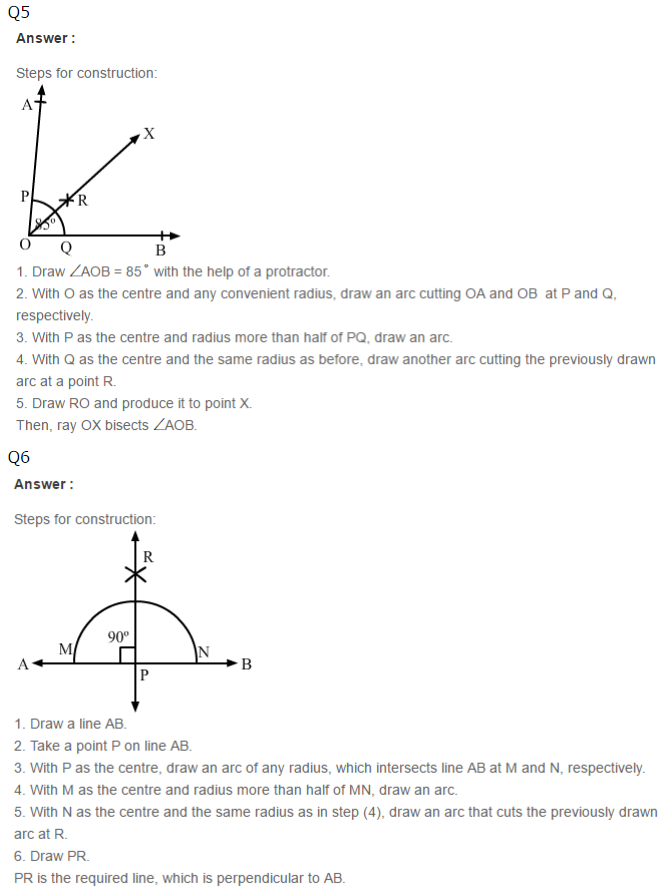 Q5
Answer :
Steps for construction:
A
X
P
R
85°
O
Q
B
1. Draw ∠AOB = 85° with the help of a protractor.
2. With O as the centre and any convenient radius, draw an arc cutting OA and OB at P and Q,
respectively.
3. With P as the centre and radius more than half of PQ, draw an arc.
4. With Q as the centre and the same radius as before, draw another arc cutting the previously drawn
arc at a point R.
5. Draw RO and produce it to point X.
Then, ray OX bisects ∠AOB.
Q6
Answer :
Steps for construction:
R
90°
M
N
A
B
P
1. Draw a line AB.
2. Take a point P on line AB.
3. With P as the centre, draw an arc of any radius, which intersects line AB at M and N, respectively.
4. With M as the centre and radius more than half of MN, draw an arc.
5. With N as the centre and the same radius as in step (4), draw an arc that cuts the previously drawn
arc at R.
6. Draw PR.
PR is the required line, which is perpendicular to AB.